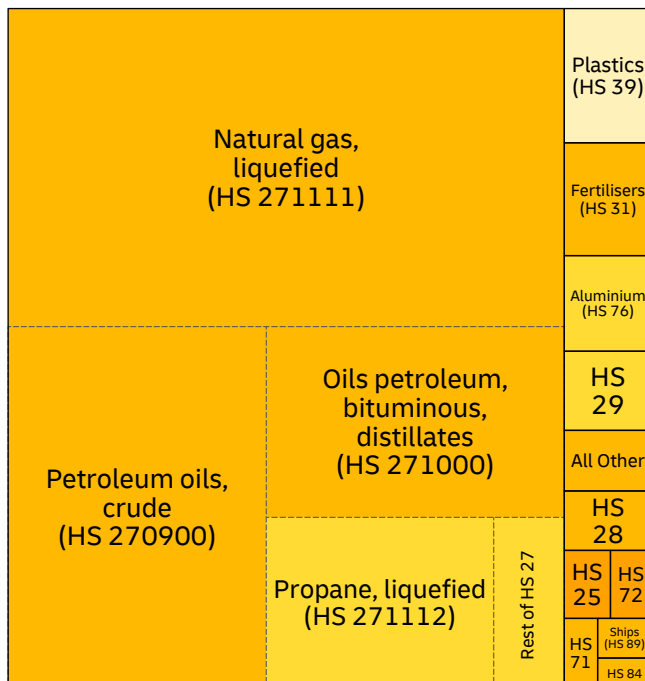 Natural gas,
liquefied
(HS 271111)
Petroleum oils,
crude
(HS 270900)
Oils petroleum,
bituminous,
distillates
(HS 271000)
Propane, liquefied
(HS 271112)
Rest of HS 27
Plastics
(HS 39)
Fertilisers
(HS 31)
Aluminium
(HS 76)
HS
29
All Other
HS
28
HS
25
HS
72
HS
71
Ships
(HS 89)
HS 84